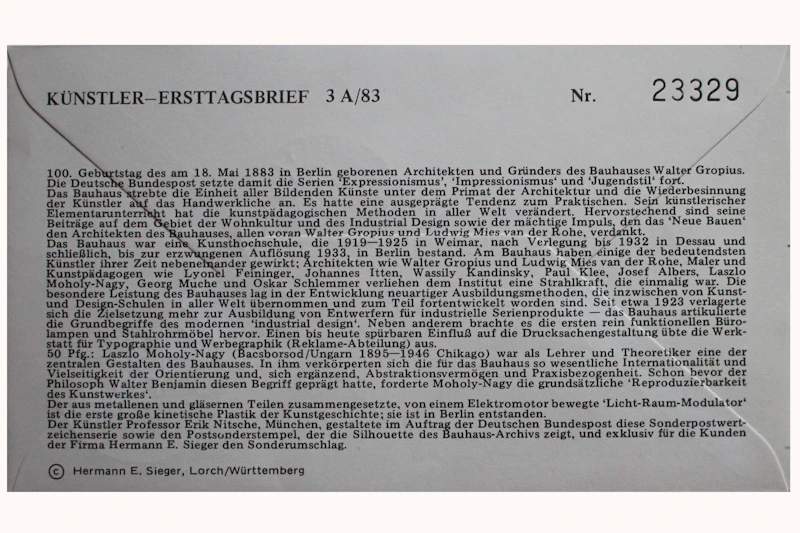 KÜNSTLER—ERSTTAGSBRIEF 3 A/83 Nr. 23329
100. Geburtstag des am 18. Mai 1883 in Berlin geborenen Architekten und Gründers des Bauhauses Walter Gropius.
Die Deutsche Bundespost setzte damit die Serien ‘Expressionismus‘, ‘Impressionismus‘ und ‘Jugendstil‘ fort.
Das Bauhaus strebte die Einheit aller Bildenden Künste unter dem Primat der Architektur und die Wiederbesinnung
der Künstler auf das Handwerkliche an. Es hatte eine ausgeprägte Tendenz zum Praktischen. Sein künstlerischer
Elementarunterricht hat die kunstpädagogischen Methoden in aller Welt verändert. Hervorstechend sind seine
Beiträge auf dem Gebiet der Wohnkultur und des Industrial Design sowie der mächtige Impuls, den das ‘Neue Bauen‘
den Architekten des Bauhauses, allen voran Walter Gropius und Ludwig Mies van der Rohe, verdankt.
Das Bauhaus war eine Kunsthochschule, die 1919—1925 in Weimar, nach Verlegung bis 1932 in Dessau und
schließlich, bis zur erzwungenen Auflösung 1933, in Berlin bestand. Am Bauhaus haben einige der bedeutendsten
Künstler ihrer Zeit nebeneinander gewirkt; Architekten wie Walter Gropius und Ludwig Mies van der Rohe, Maler und
Kunstpädagogen wie Lyonel Feininger, Johannes Itten, Wassily Kandinsky, Paul Klee, Josef Albers, Laszlo
Moholy-Nagy, Georg Muche und Oskar Schlemmer verliehen dem Institut eine Strahlkraft, die einmalig war. Die
besondere Leistung des Bauhauses lag in der Entwicklung neuartiger Ausbildungsmethoden, die inzwischen von Kunst-
und Design-Schulen in aller Welt übernommen und zum Teil fortentwickelt worden sind. Seit etwa 1923 verlagerte
sich die Zielsetzung mehr zur Ausbildung von Entwerfern für industrielle Serienprodukte — das Bauhaus artikulierte
die Grundbegriffe des modernen ‘industrial design‘. Neben anderem brachte es die ersten rein funktionellen Büro-
lampen und Stahlrohrmöbel hervor. Einen bis heute spürbaren Einfluß auf die Drucksachengestaltung übte die Werk-
statt für Typographie und Werbegraphik (Reklame-Abteilung) aus.
50 Pfg.: Laszlo Moholy-Nagy (Bacsborsod/Ungarn 1895—1946 Chikago) war als Lehrer und Theoretiker eine der
zentralen Gestalten des Bauhauses. In ihm verkörperten sich die für das Bauhaus so wesentliche Internationalität und
Vielseitigkeit der Orientierung und, sich ergänzend, Abstraktionsvermögen und Praxisbezogenheit. Schon bevor der
Philosoph Walter Benjamin diesen Begriff geprägt hatte, forderte Moholy-Nagy die grundsätzliche ‘Reproduzierbarkeit
des Kunstwerkes‘.
Der aus metallenen und gläsernen Teilen zusammengesetzte, von einem Elektromotor bewegte ‘Licht-Raum-Modulator‘
ist die erste große kinetische Plastik der Kunstgeschichte; sie ist in Berlin entstanden.
Der Künstler Professor Erik Nitsche, München, gestaltete im Auftrag der Deutschen Bundespost diese Sonderpostwert-
zeichenserie sowie den Postsonderstempel, der die Silhouette des Bauhaus-Archivs zeigt, und exklusiv für die Kunden
der Firma Hermann E. Sieger den Sonderumschlag.
© Hermann E. Sieger, Lorch/Württemberg